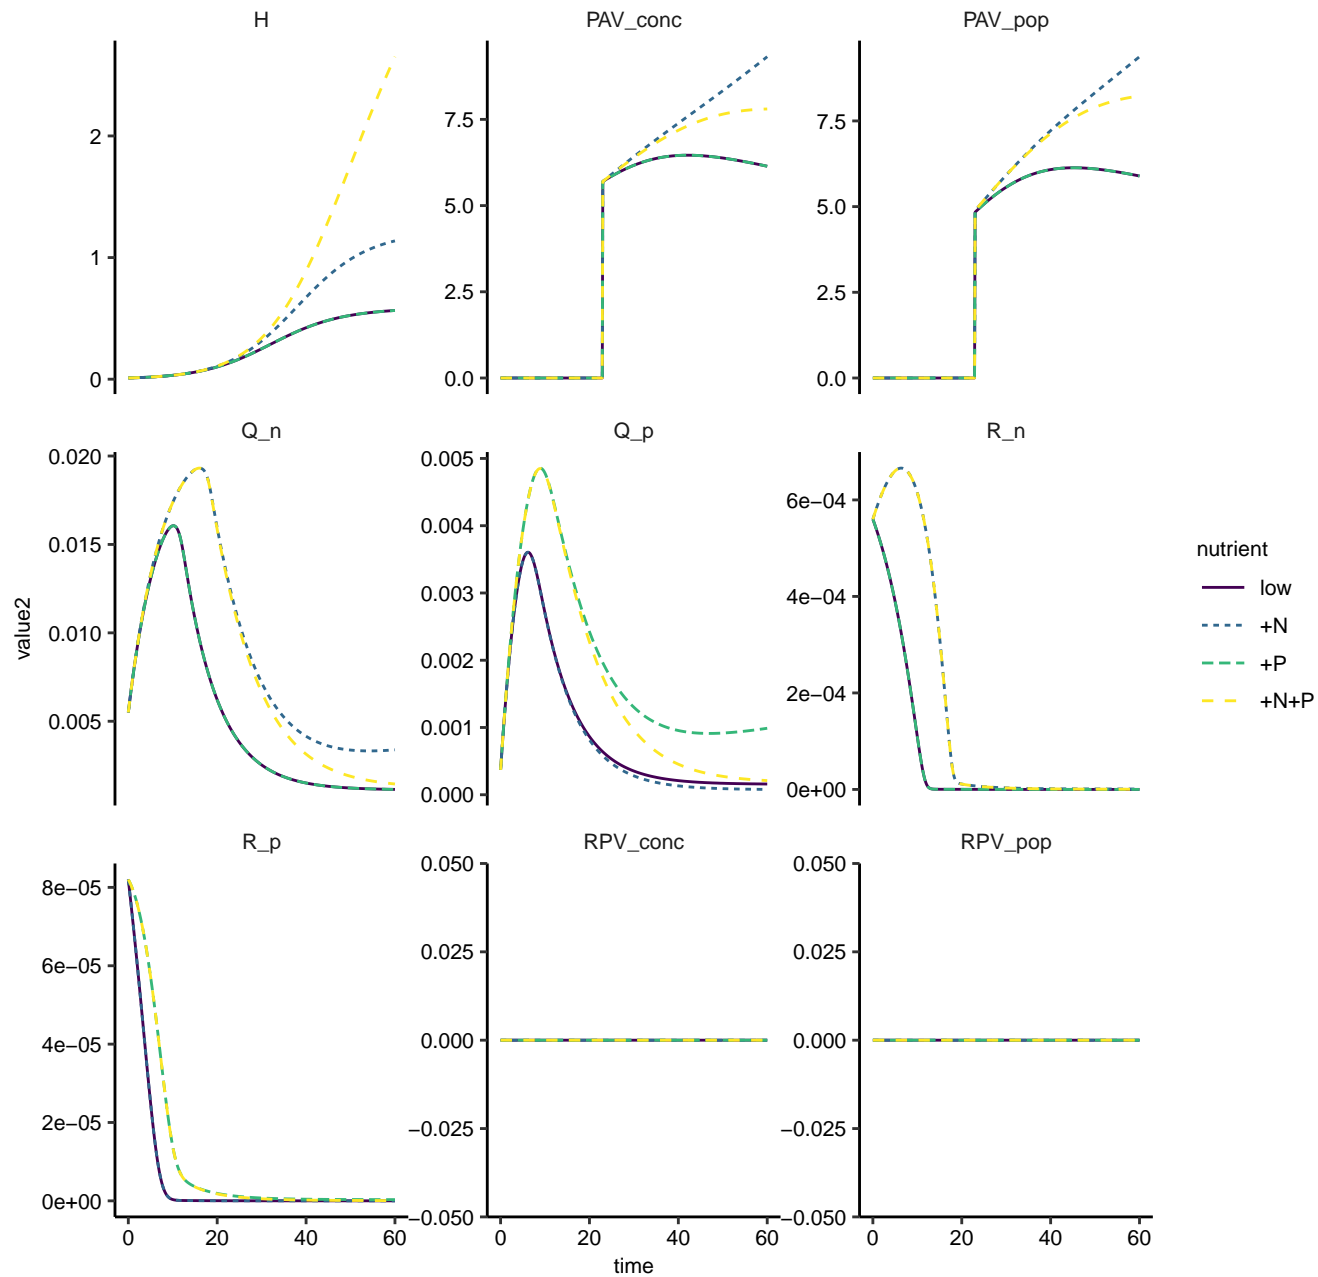 H
PAV_conc
PAV_pop
2
1
0
7.5
5.0
2.5
0.0
7.5
5.0
2.5
0.0
Q_n
Q_p
R_n
0.020
0.015
0.010
0.005
0.005
0.004
0.003
0.002
0.001
0.000
6e−04
4e−04
2e−04
0e+00
R_p
RPV_conc
RPV_pop
8e−05
6e−05
4e−05
2e−05
0e+00
0.050
0.025
0.000
−0.025
−0.050
0.050
0.025
0.000
−0.025
−0.050
0 20 40 60
0 20 40 60
0 20 40 60
time
value2
nutrient
low
+N
+P
+N+P